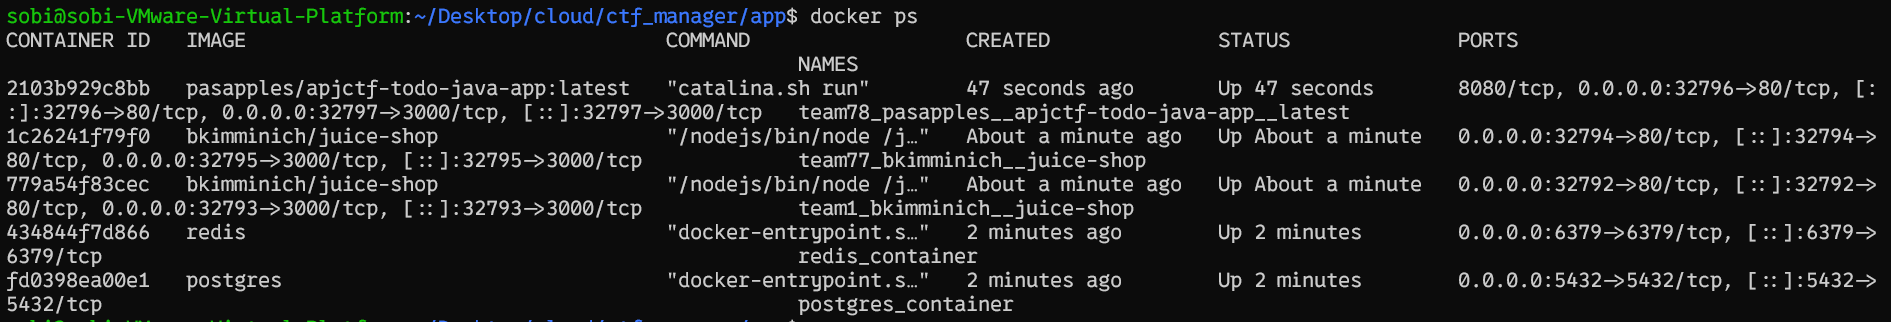 sobi@sobi-VMware-Virtual-Platform:~/Desktop/cloud/ctf_manager/app$ docker ps
CONTAINER ID   IMAGE                                   COMMAND                  CREATED              STATUS              PORTS
                                                                  NAMES
2103b929c8bb   pasapples/apjctf-todo-java-app:latest   "catalina.sh run"        47 seconds ago       Up 47 seconds       8080/tcp, 0.0.0.0:32796->80/tcp, [:
:]:32796->80/tcp, 0.0.0.0:32797->3000/tcp, [::]:32797->3000/tcp   team78_pasapples__apjctf-todo-java-app__latest
1c26241f79f0   bkimminich/juice-shop                   "/nodejs/bin/node /j…"   About a minute ago   Up About a minute   0.0.0.0:32794->80/tcp, [::]:32794->
80/tcp, 0.0.0.0:32795->3000/tcp, [::]:32795->3000/tcp             team77_bkimminich__juice-shop
779a54f83cec   bkimminich/juice-shop                   "/nodejs/bin/node /j…"   About a minute ago   Up About a minute   0.0.0.0:32792->80/tcp, [::]:32792->
80/tcp, 0.0.0.0:32793->3000/tcp, [::]:32793->3000/tcp             team1_bkimminich__juice-shop
434844f7d866   redis                                   "docker-entrypoint.s…"   2 minutes ago        Up 2 minutes        0.0.0.0:6379->6379/tcp, [::]:6379->
6379/tcp                                                          redis_container
fd0398ea00e1   postgres                                "docker-entrypoint.s…"   2 minutes ago        Up 2 minutes        0.0.0.0:5432->5432/tcp, [::]:5432->
5432/tcp                                                          postgres_container